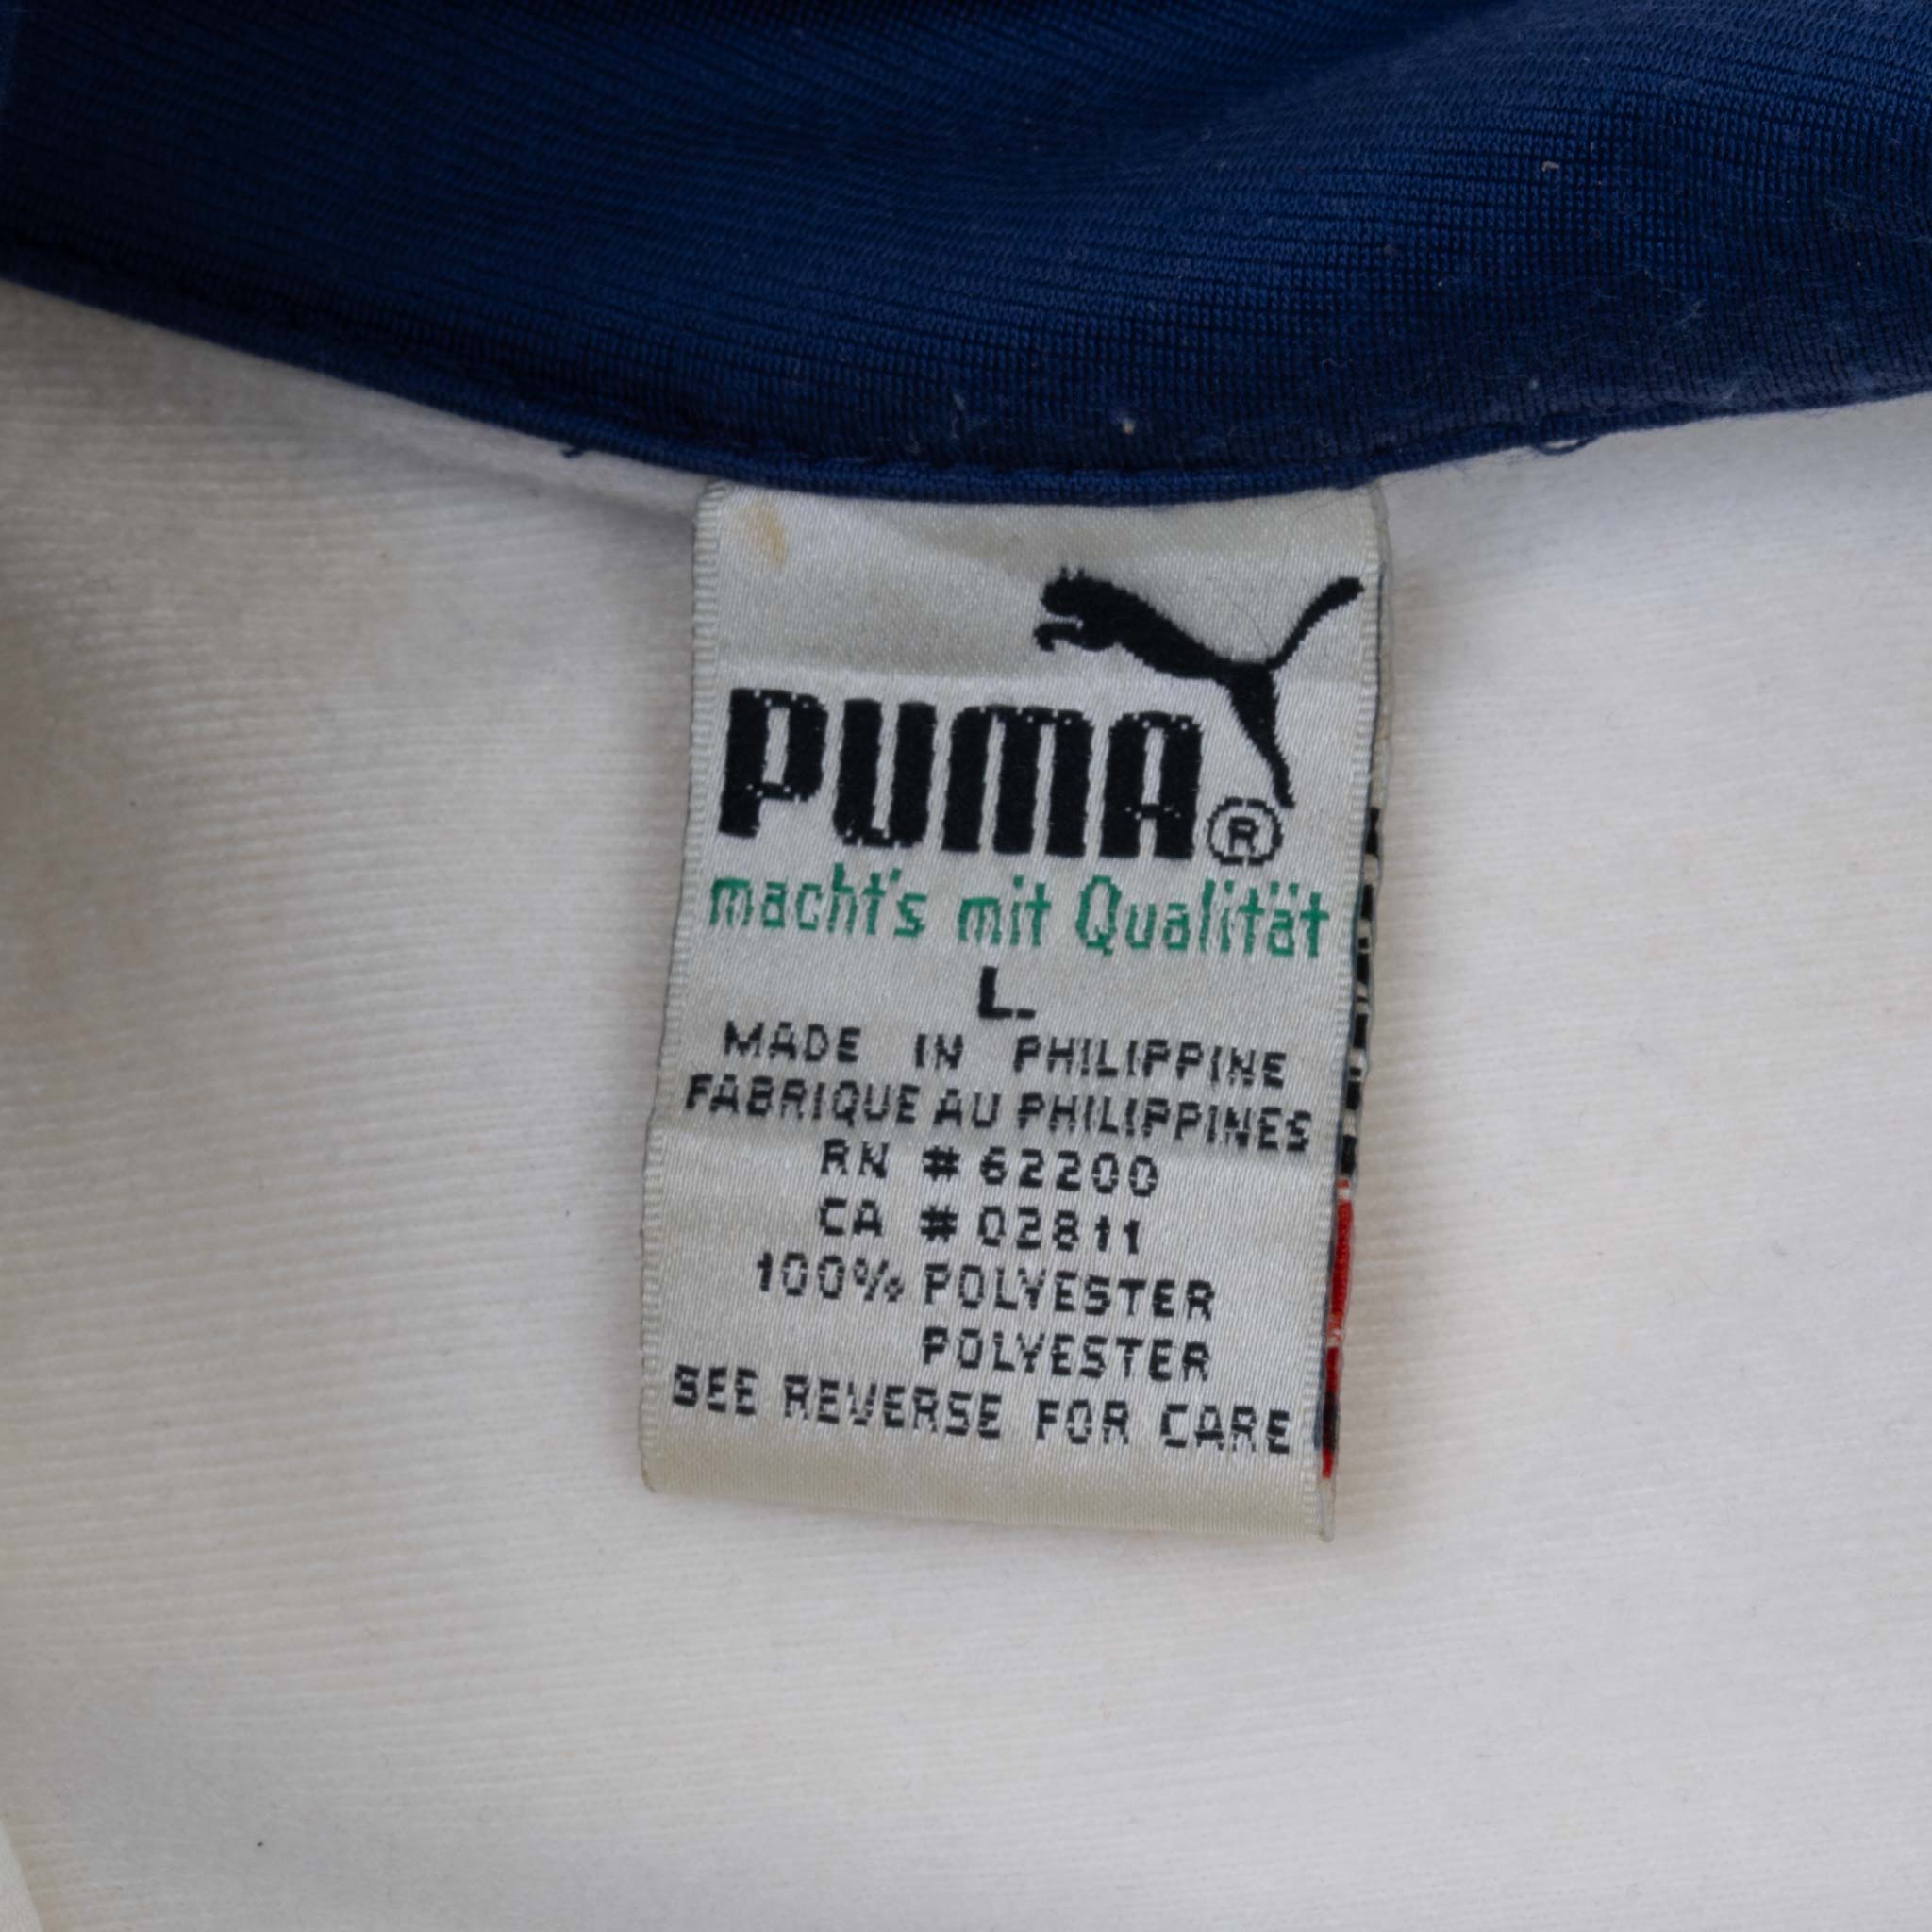 PUMA®
macht's mit Qualität
L.
MADE IN PHILIPPINE
FABRIQUE AU PHILIPPINES
RN # 62200
CA # 02811
100% POLYESTER
POLYESTER
SEE REVERSE FOR CARE